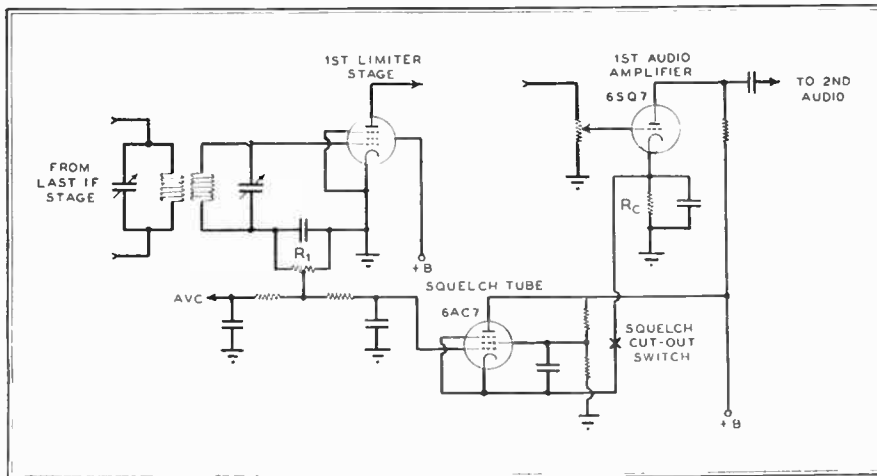 1ST LIMITER
STAGE
1ST AUDIO
AMPLIFIER
6SQ7
TO 2ND
AUDIO
FROM
LAST IF
STAGE
R1
RC
+B
SQUELCH TUBE
AVC
6AC7
SQUELCH
CUT-OUT
SWITCH
+B